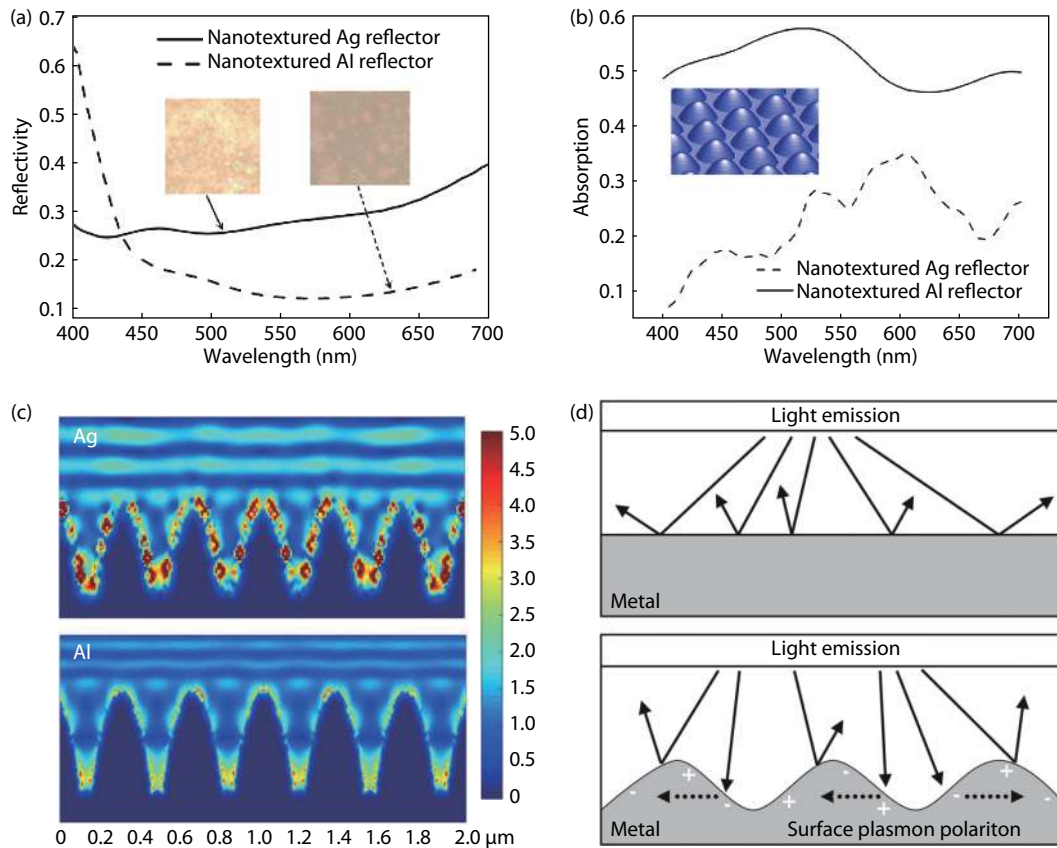 (a)
0.7
0.6
0.5
0.4
0.3
0.2
0.1
Reflectivity
Nanotextured Ag reflector
Nanotextured Al reflector
400 450 500 550 600 650 700
Wavelength (nm)
(b)
0.6
0.5
0.4
0.3
0.2
0.1
0
Absorption
Nanotextured Ag reflector
Nanotextured Al reflector
400 450 500 550 600 650 700
Wavelength (nm)
(c)
Ag
Al
5.0
4.5
4.0
3.5
3.0
2.5
2.0
1.5
1.0
0.5
0
0 0.2 0.4 0.6 0.8 1.0 1.2 1.4 1.6 1.8 2.0 μm
(d)
Light emission
Metal
Light emission
+ - +
- - + + - -
Metal Surface plasmon polariton